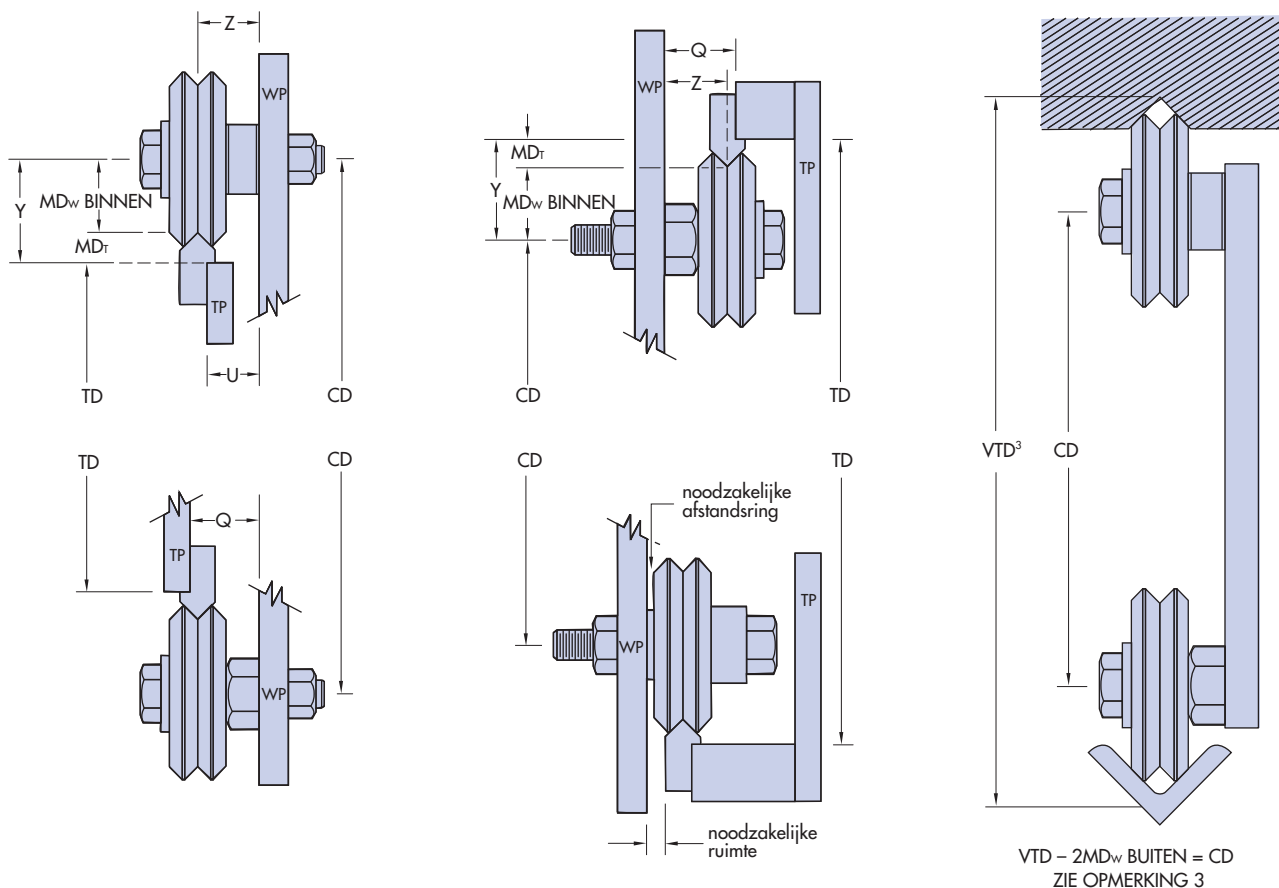 Z
WP
Y
MDw BINNEN
MDT
TP
U
TD
CD
TD
CD
Q
TP
WP
Q
WP
Z
MDT
Y
MDw BINNEN
TP
CD
TD
CD
TD
noodzakelijke
afstandsring
TP
WP
noodzakelijke
ruimte
VTD³
CD
VTD – 2MDw BUITEN = CD
ZIE OPMERKING 3